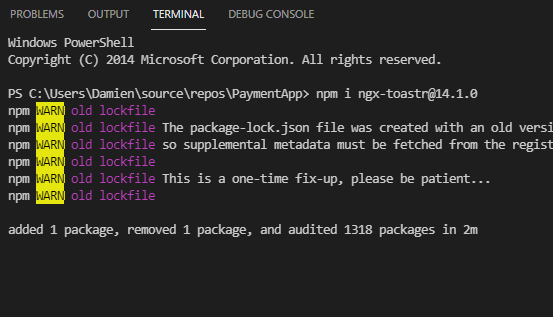 PROBLEMS OUTPUT TERMINAL DEBUG CONSOLE
Windows PowerShell
Copyright (C) 2014 Microsoft Corporation. All rights reserved.
PS C:\Users\Damien\source\repos\PaymentApp> npm i ngx-toastr@14.1.0
npm WARN old lockfile
npm WARN old lockfile The package-lock.json file was created with an old versi
npm WARN old lockfile so supplemental metadata must be fetched from the regist
npm WARN old lockfile
npm WARN old lockfile This is a one-time fix-up, please be patient...
npm WARN old lockfile
added 1 package, removed 1 package, and audited 1318 packages in 2m